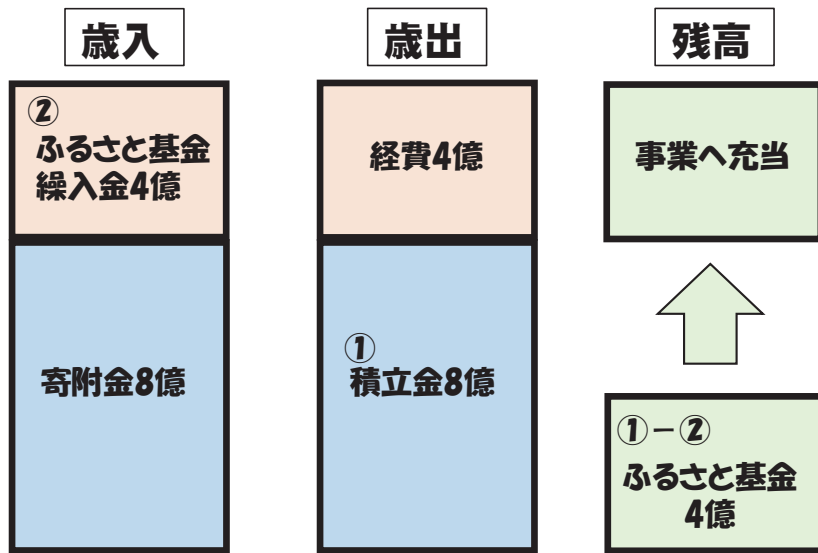 歳入
②
ふるさと基金
繰入金4億
寄附金8億
歳出
経費4億
①
積立金8億
残高
事業へ充当
①－②
ふるさと基金
4億